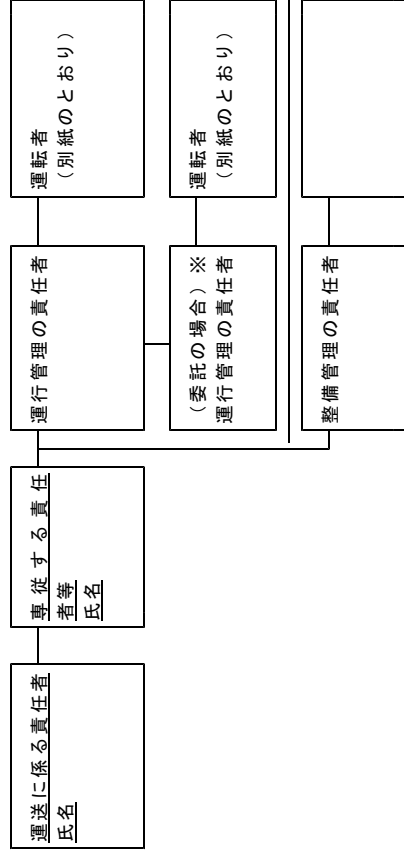 運送に係る責任者
氏名
専従する責任
者等
氏名
運行管理の責任者
運転者
（別紙のとおり）
（委託の場合）※
運行管理の責任者
運転者
（別紙のとおり）
整備管理の責任者